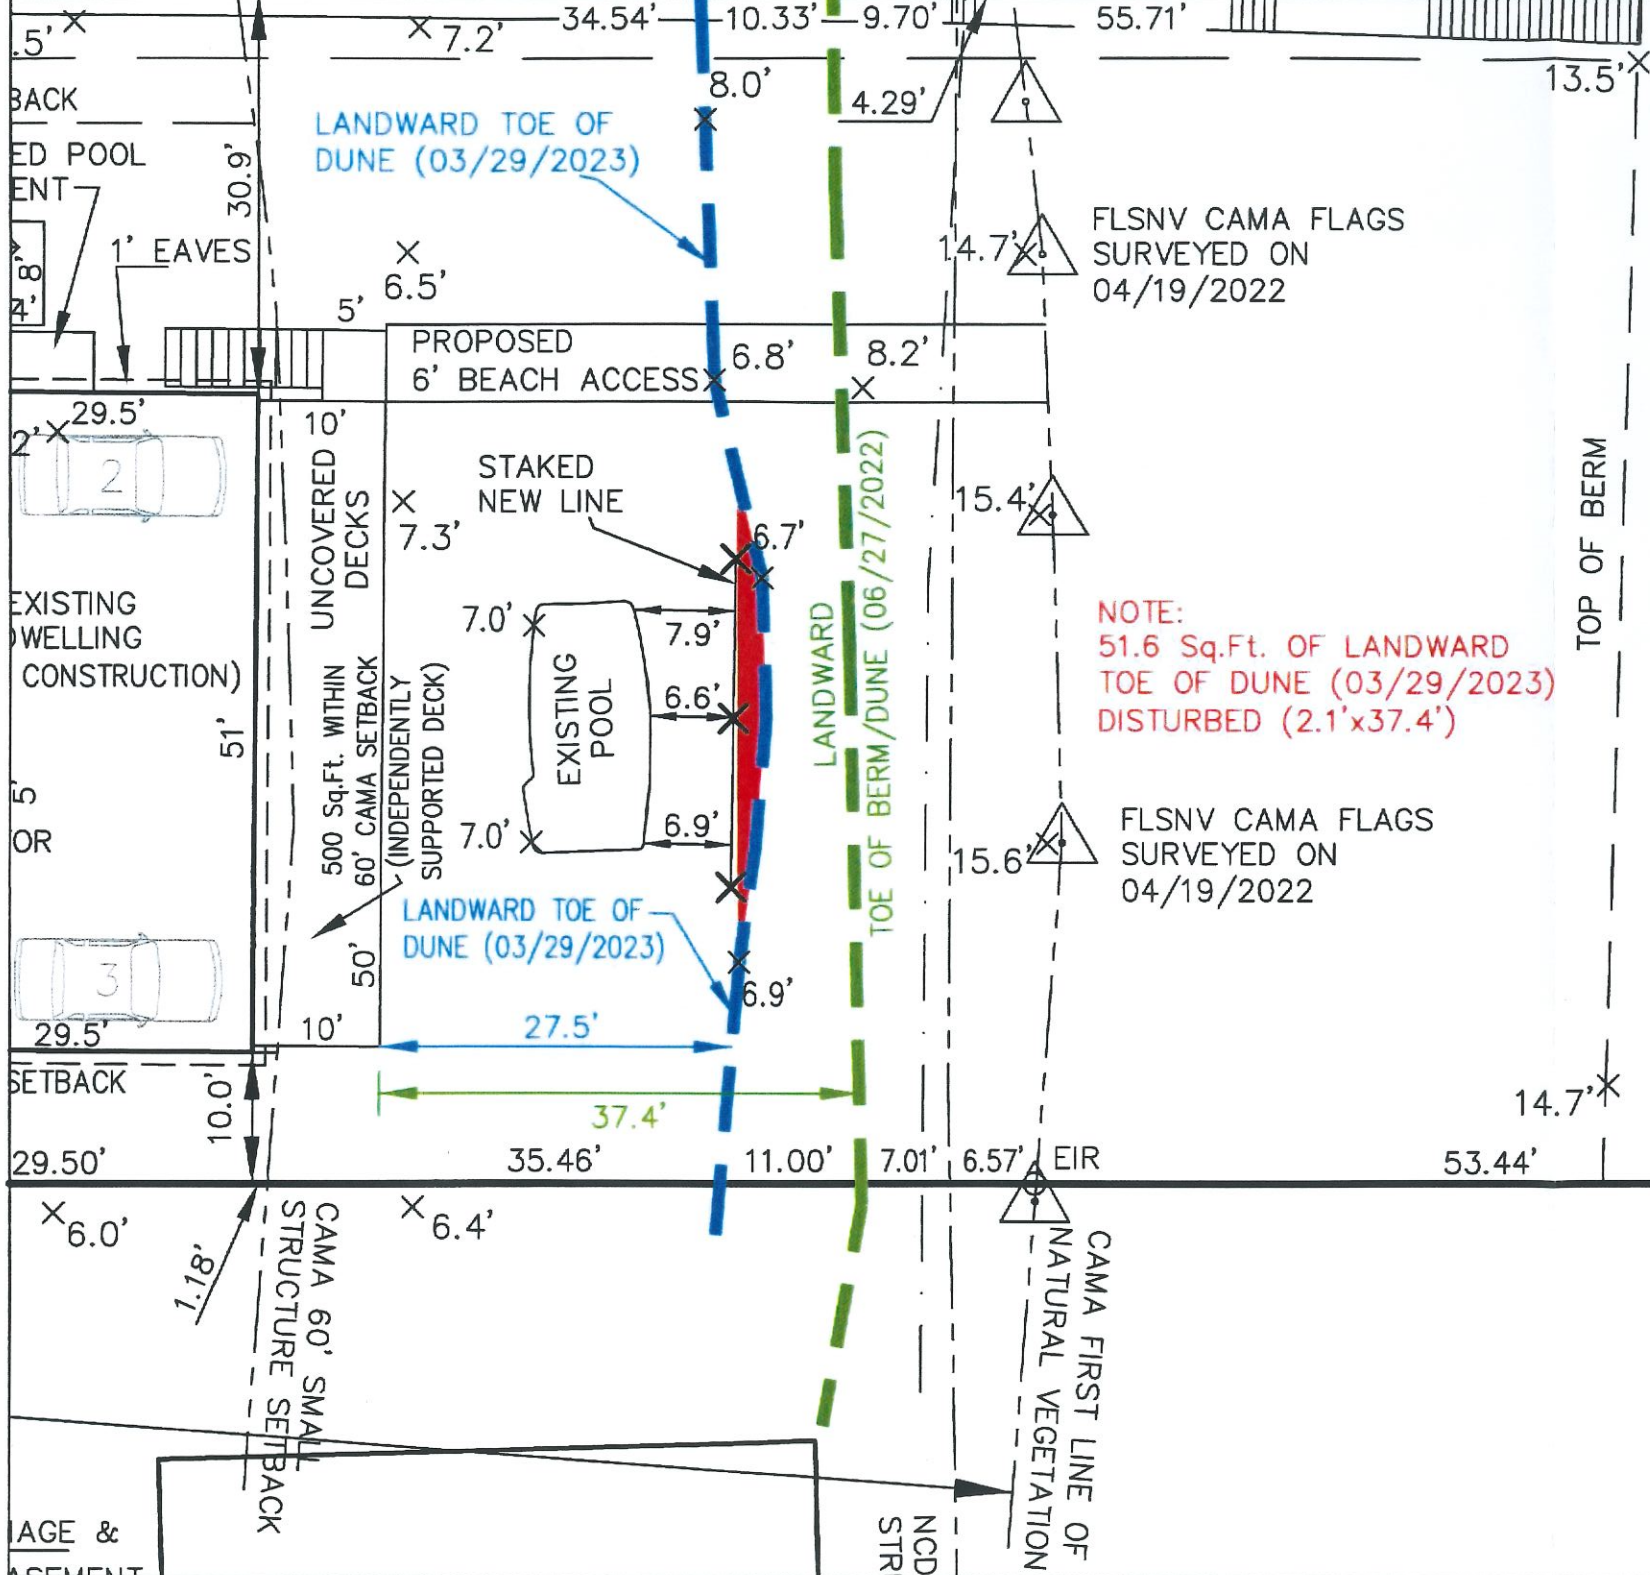 .5'
7.2'
34.54'
10.33'
9.70'
55.71'
13.5'
8.0'
4.29'
BACK
LANDWARD TOE OF
DUNE (03/29/2023)
ED POOL
ENT
30.9'
1' EAVES
8'
4'
6.5'
5'
14.7'
FLSNV CAMA FLAGS
SURVEYED ON
04/19/2022
PROPOSED
6' BEACH ACCESS
6.8'
8.2'
29.5'
2'
2
10'
UNCOVERED
DECKS
7.3'
STAKED
NEW LINE
6.7'
15.4'
TOP OF BERM
LANDWARD
TOE OF BERM/DUNE (06/27/2022)
EXISTING
DWELLING
CONSTRUCTION)
51'
5
OR
500 Sq.Ft. WITHIN
60' CAMA SETBACK
(INDEPENDENTLY
SUPPORTED DECK)
7.0'
EXISTING
POOL
7.9'
6.6'
6.9'
7.0'
NOTE:
51.6 Sq.Ft. OF LANDWARD
TOE OF DUNE (03/29/2023)
DISTURBED (2.1'x37.4')
15.6'
FLSNV CAMA FLAGS
SURVEYED ON
04/19/2022
LANDWARD TOE OF
DUNE (03/29/2023)
50'
3
6.9'
29.5'
10'
27.5'
SETBACK
10.0'
37.4'
14.7'
29.50'
35.46'
11.00'
7.01'
6.57'
EIR
53.44'
6.0'
6.4'
1.18'
CAMA 60' SMALL
STRUCTURE SETBACK
CAMA FIRST LINE OF
NATURAL VEGETATION
NCD
STR
AGE &
ASEMENT